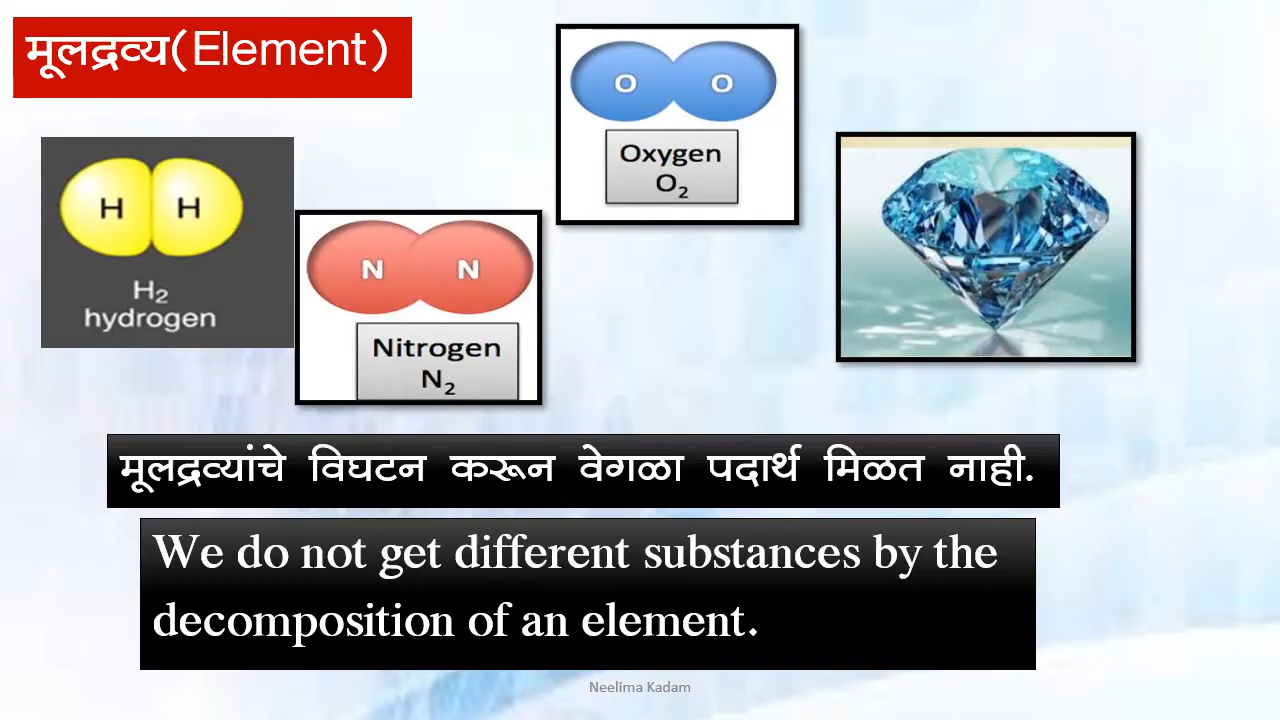 मूलद्रव्य(Element)
O O
Oxygen
O₂
H H
H₂
hydrogen
N N
Nitrogen
N₂
मूलद्रव्यांचे विघटन करून वेगळा पदार्थ मिळत नाही.
We do not get different substances by the
decomposition of an element.
Neelima Kadam